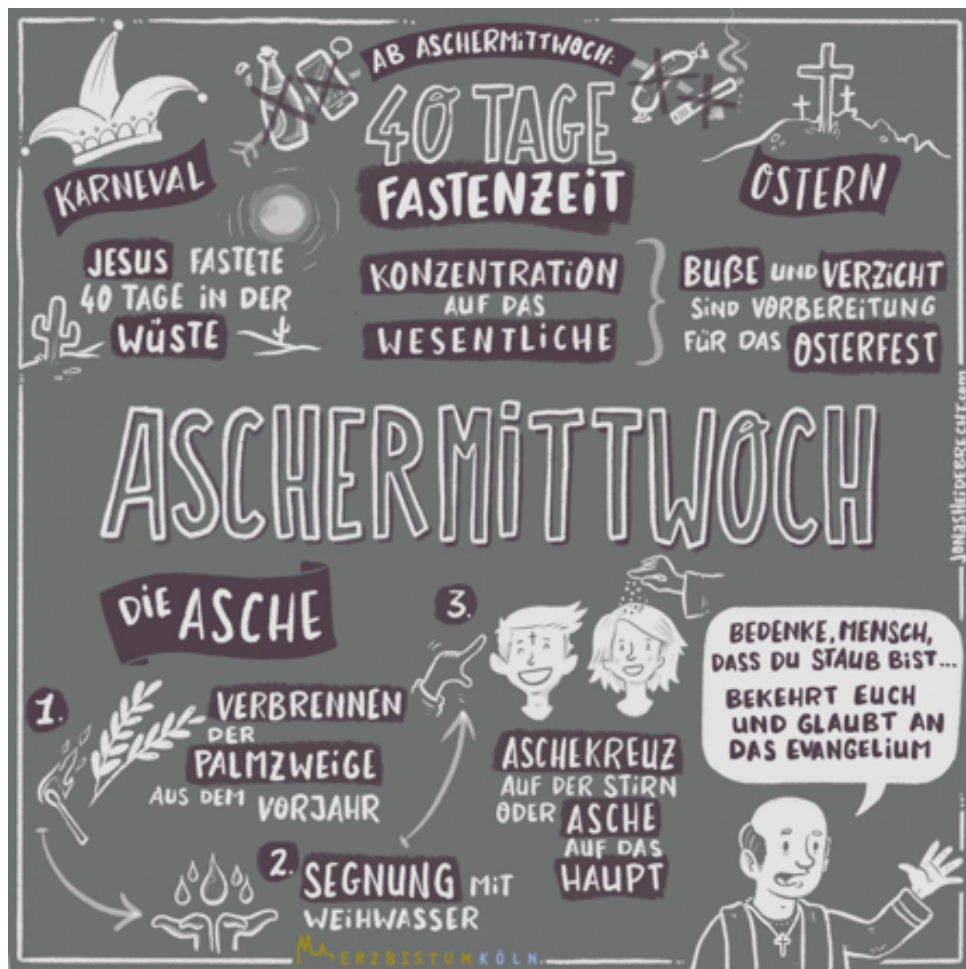 AB ASCHERMiTTWOCH:
40 TAGE
FASTENZEiT
KARNEVAL
OSTERN
JESUS FASTETE
40 TAGE iN DER
WÜSTE
KONZENTRATiON
AUF DAS
WESENTLiCHE
BUßE UND VERZiCHT
SiND VORBEREiTUNG
FÜR DAS OSTERFEST
ASCHERMiTTWOCH
DiE ASCHE
1.
VERBRENNEN
DER
PALMZWEiGE
AUS DEM VORJAHR
2. SEGNUNG MiT
WEiHWASSER
3.
ASCHEKREUZ
AUF DER STiRN
ODER ASCHE
AUF DAS
HAUPT
BEDENKE, MENSCH,
DASS DU STAUB BiST...
BEKEHRT EUCH
UND GLAUBT AN
DAS EVANGELiUM
ERZBISTUMKÖLN
JONASHEiDEBRECHT.com